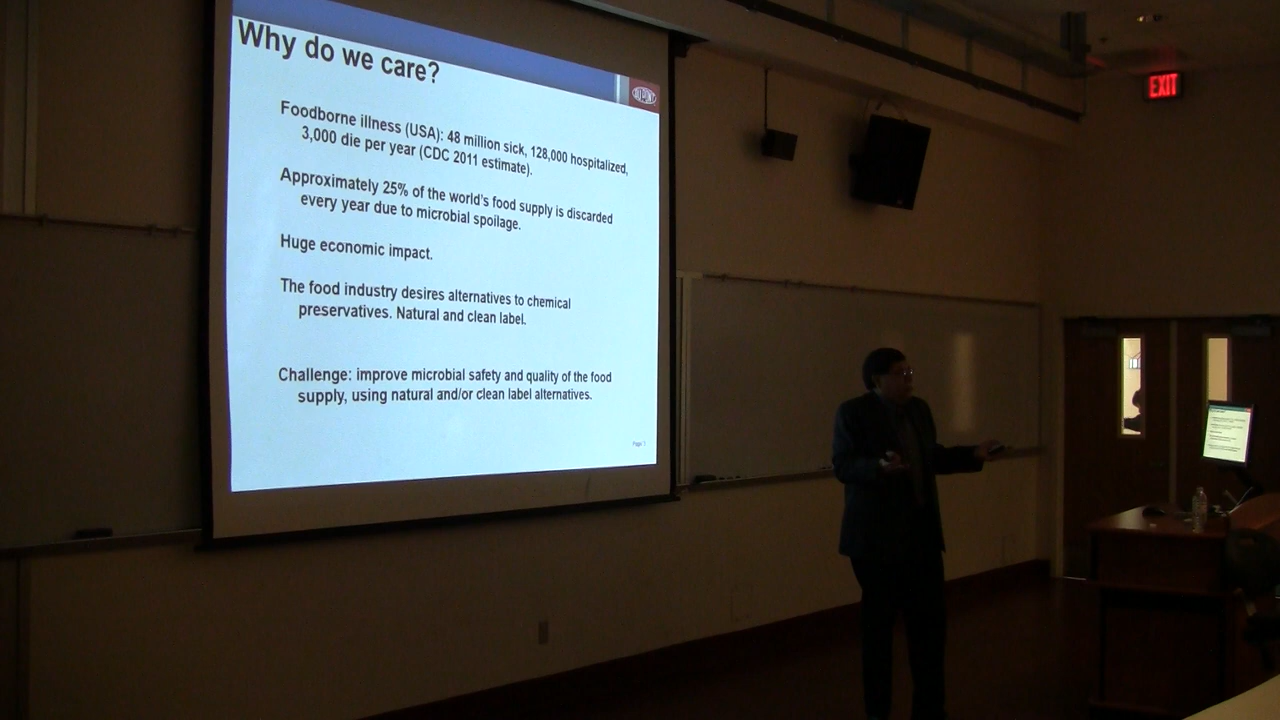 Why do we care?
DUPONT
Foodborne illness (USA): 48 million sick, 128,000 hospitalized,
3,000 die per year (CDC 2011 estimate).
Approximately 25% of the world's food supply is discarded
every year due to microbial spoilage.
Huge economic impact.
The food industry desires alternatives to chemical
preservatives. Natural and clean label.
Challenge: improve microbial safety and quality of the food
supply, using natural and/or clean label alternatives.
EXIT